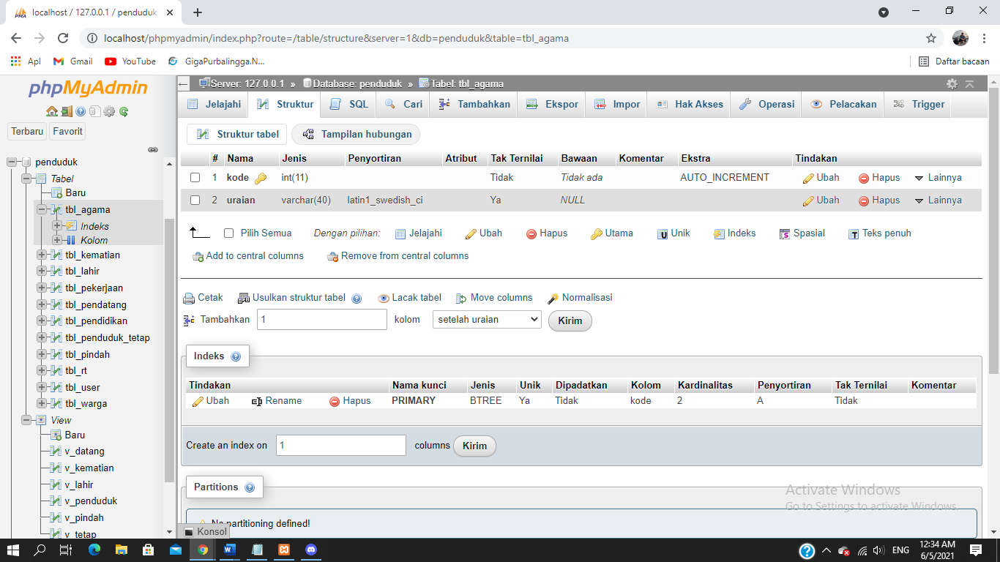 localhost / 127.0.0.1 / penduduk
localhost/phpmyadmin/index.php?route=/table/structure&server=1&db=penduduk&table=tbl_agama
Apl Gmail YouTube GigaPurbalingga.N... Daftar bacaan
phpMyAdmin
Terbaru Favorit
penduduk
Tabel
Baru
tbl_agama
Indeks
Kolom
tbl_kematian
tbl_lahir
tbl_pekerjaan
tbl_pendatang
tbl_pendidikan
tbl_penduduk_tetap
tbl_pindah
tbl_rt
tbl_user
tbl_warga
View
Baru
v_datang
v_kematian
v_lahir
v_penduduk
v_pindah
v_tetap
Server: 127.0.0.1 » Database: penduduk » Tabel: tbl_agama
Jelajahi Struktur SQL Cari Tambahkan Ekspor Impor Hak Akses Operasi Pelacakan Trigger
Struktur tabel Tampilan hubungan
# Nama Jenis Penyortiran Atribut Tak Ternilai Bawaan Komentar Ekstra Tindakan
1 kode int(11) Tidak Tidak ada AUTO_INCREMENT Ubah Hapus Lainnya
2 uraian varchar(40) latin1_swedish_ci Ya NULL Ubah Hapus Lainnya
Pilih Semua Dengan pilihan: Jelajahi Ubah Hapus Utama Unik Indeks Spasial Teks penuh
Add to central columns Remove from central columns
Cetak Usulkan struktur tabel Lacak tabel Move columns Normalisasi
Tambahkan 1 kolom setelah uraian Kirim
Indeks
Tindakan Nama kunci Jenis Unik Dipadatkan Kolom Kardinalitas Penyortiran Tak Ternilai Komentar
Ubah Rename Hapus PRIMARY BTREE Ya Tidak kode 2 A Tidak
Create an index on 1 columns Kirim
Partitions
No partitioning defined!
Konsol
Activate Windows
Go to Settings to activate Windows.
ENG
12:34 AM
6/5/2021